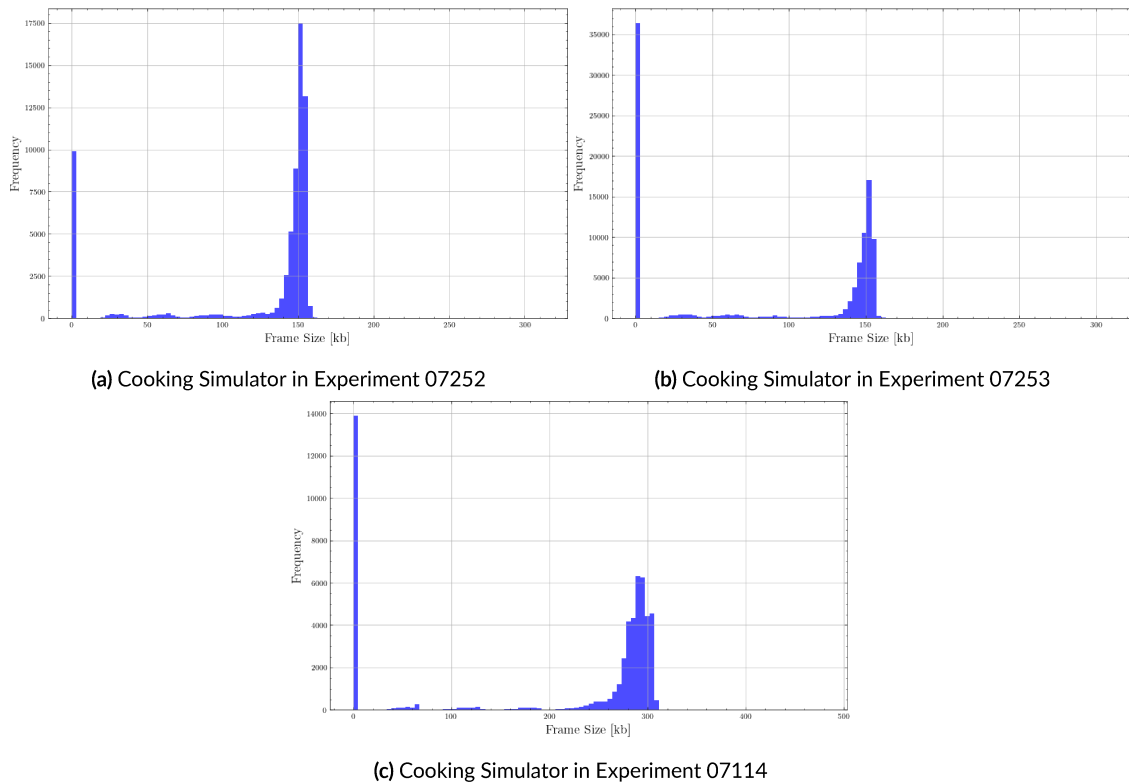 17500
15000
12500
10000
7500
5000
2500
0
Frequency
0 50 100 150 200 250 300
Frame Size [kb]
(a) Cooking Simulator in Experiment 07252
35000
30000
25000
20000
15000
10000
5000
0
Frequency
0 50 100 150 200 250 300
Frame Size [kb]
(b) Cooking Simulator in Experiment 07253
14000
12000
10000
8000
6000
4000
2000
0
Frequency
0 100 200 300 400 500
Frame Size [kb]
(c) Cooking Simulator in Experiment 07114